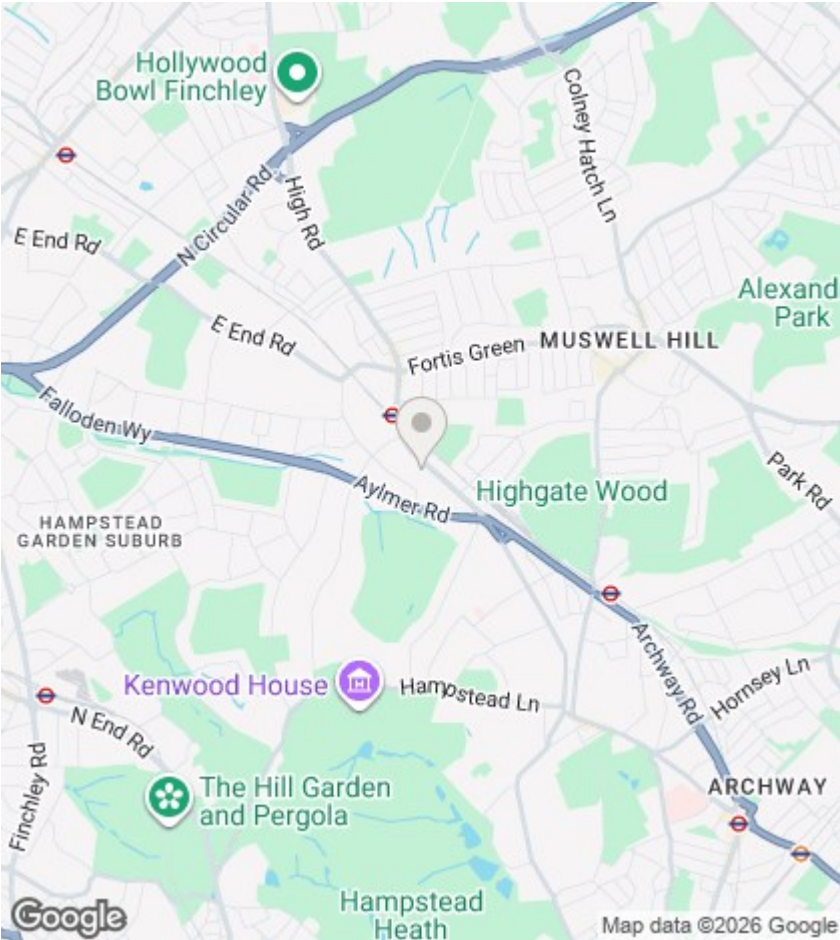 Hollywood
Bowl Finchley
Colney Hatch Ln
N Circular Rd
High Rd
E End Rd
Alexand
Park
E End Rd
Fortis Green
MUSWELL HILL
Falloden Wy
Aylmer Rd
Highgate Wood
Park Rd
HAMPSTEAD
GARDEN SUBURB
Archway Rd
Kenwood House
Hampstead Ln
Hornsey Ln
N End Rd
Finchley Rd
The Hill Garden
and Pergola
ARCHWAY
Hampstead
Heath
Google
Map data ©2026 Google